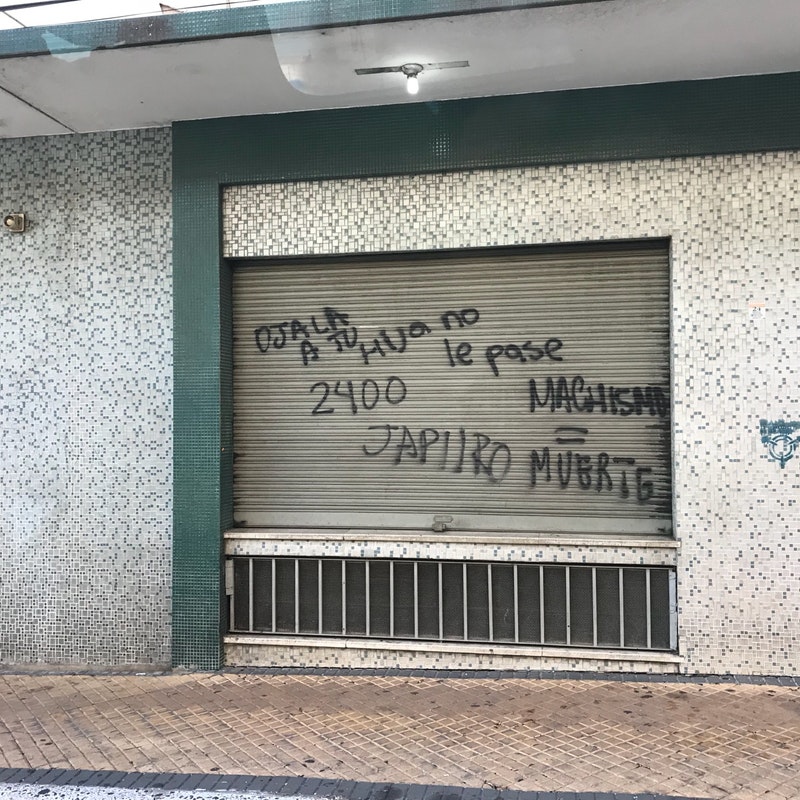 OJALA
A TU HIJA no
le pase
2400
JAPIIRO
MACHISMO
=
MUERTE